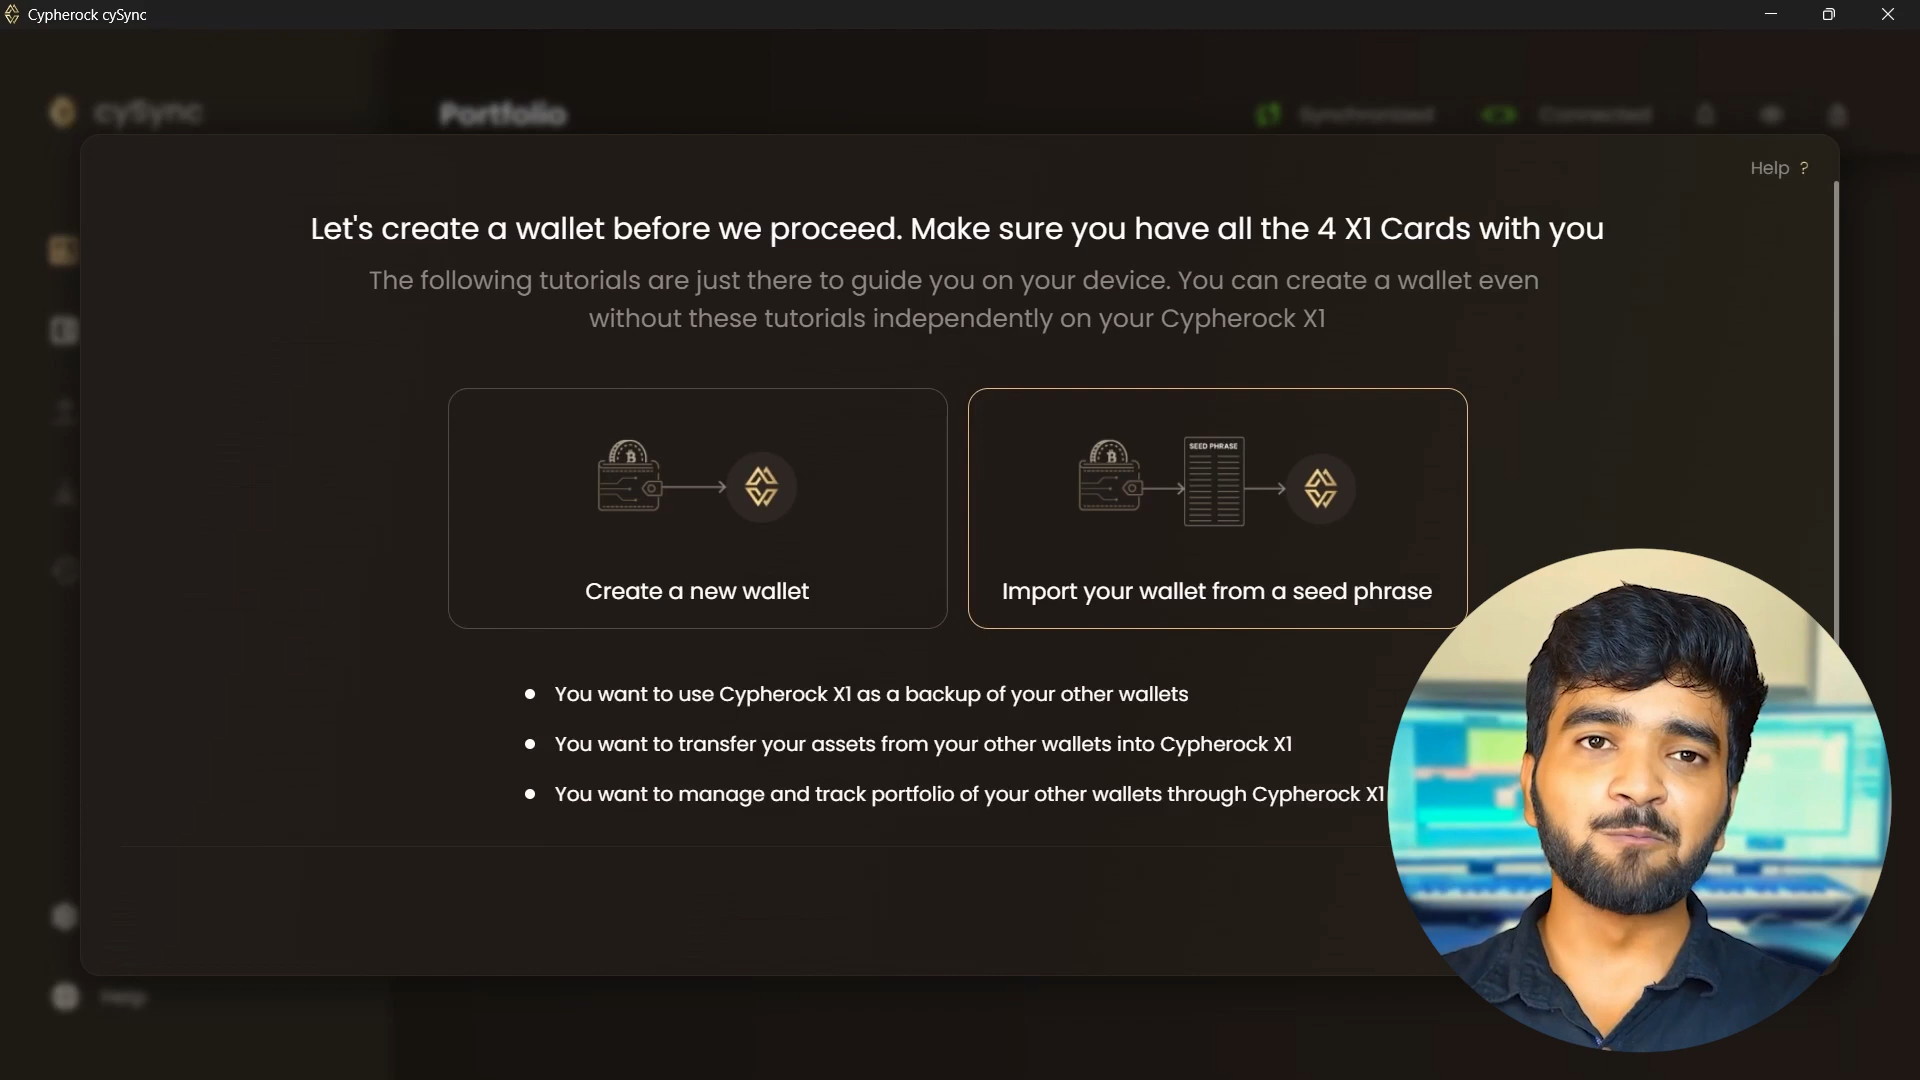 Cypherock cySync
cySync
Portfolio
Synchronized
Connected
Help ?
Let's create a wallet before we proceed. Make sure you have all the 4 X1 Cards with you
The following tutorials are just there to guide you on your device. You can create a wallet even
without these tutorials independently on your Cypherock X1
SEED PHRASE
Create a new wallet
Import your wallet from a seed phrase
You want to use Cypherock X1 as a backup of your other wallets
You want to transfer your assets from your other wallets into Cypherock X1
You want to manage and track portfolio of your other wallets through Cypherock X1
Help